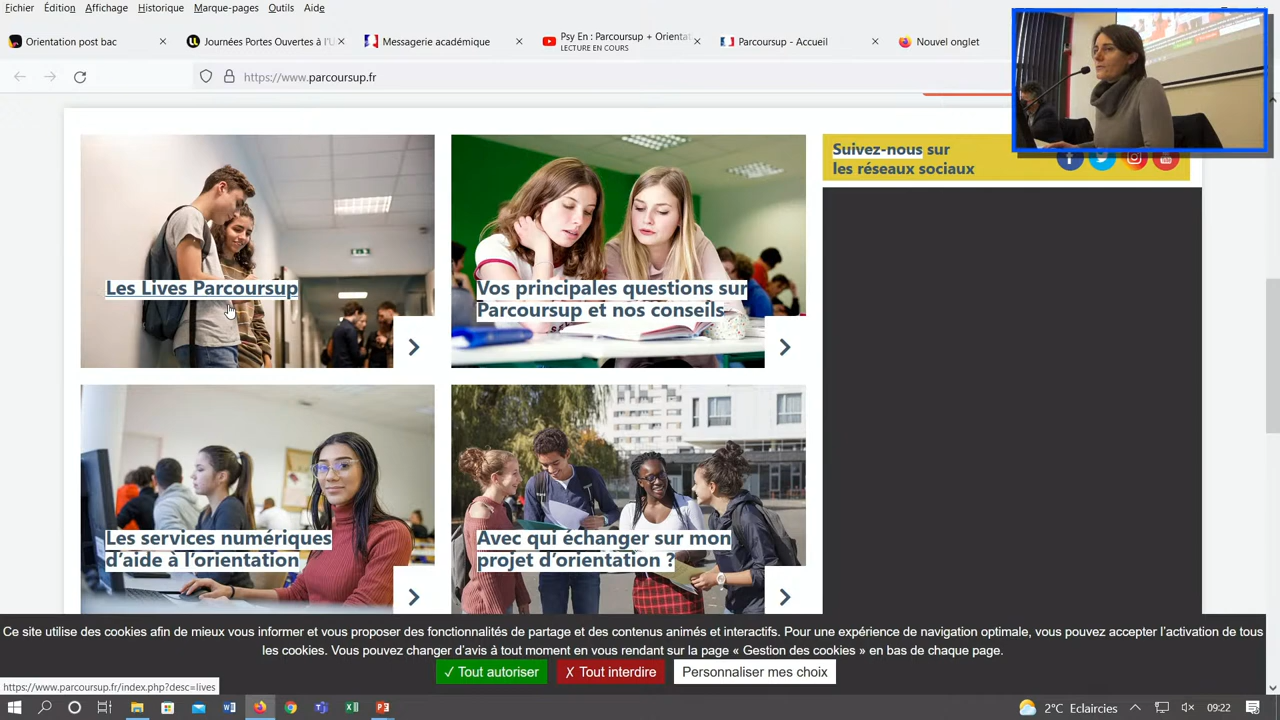 Fichier Édition Affichage Historique Marque-pages Outils Aide
Orientation post bac
Journées Portes Ouvertes à l'U
Messagerie académique
Psy En : Parcoursup + Orientat
LECTURE EN COURS
Parcoursup - Accueil
Nouvel onglet
https://www.parcoursup.fr
Suivez-nous sur
les réseaux sociaux
Les Lives Parcoursup
Vos principales questions sur
Parcoursup et nos conseils
Les services numériques
d'aide à l'orientation
Avec qui échanger sur mon
projet d'orientation ?
Ce site utilise des cookies afin de mieux vous informer et vous proposer des fonctionnalités de partage et des contenus animés et interactifs. Pour une expérience de navigation optimale, vous pouvez accepter l'activation de tous
les cookies. Vous pouvez changer d'avis à tout moment en vous rendant sur la page « Gestion des cookies » en bas de chaque page.
✓ Tout autoriser
✗ Tout interdire
Personnaliser mes choix
https://www.parcoursup.fr/index.php?desc=lives
2°C Eclaircies
09:22